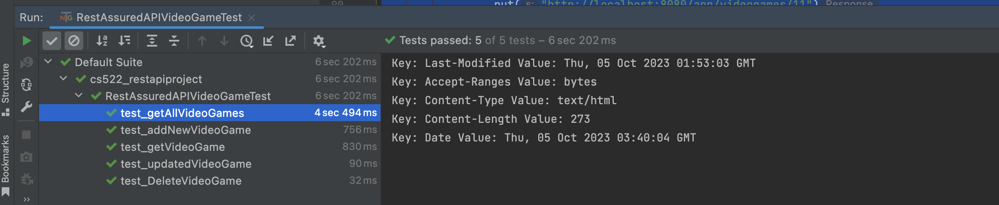 90 put( s: "http://localhost:8080/app/videogames/11") Response
Run: NTG RestAssuredAPIVideoGameTest
Tests passed: 5 of 5 tests – 6 sec 202 ms
Structure
Bookmarks
Default Suite 6 sec 202 ms
cs522_restapiproject 6 sec 202 ms
RestAssuredAPIVideoGameTest 6 sec 202 ms
test_getAllVideoGames 4 sec 494 ms
test_addNewVideoGame 756 ms
test_getVideoGame 830 ms
test_updatedVideoGame 90 ms
test_DeleteVideoGame 32 ms
Key: Last-Modified Value: Thu, 05 Oct 2023 01:53:03 GMT
Key: Accept-Ranges Value: bytes
Key: Content-Type Value: text/html
Key: Content-Length Value: 273
Key: Date Value: Thu, 05 Oct 2023 03:40:04 GMT